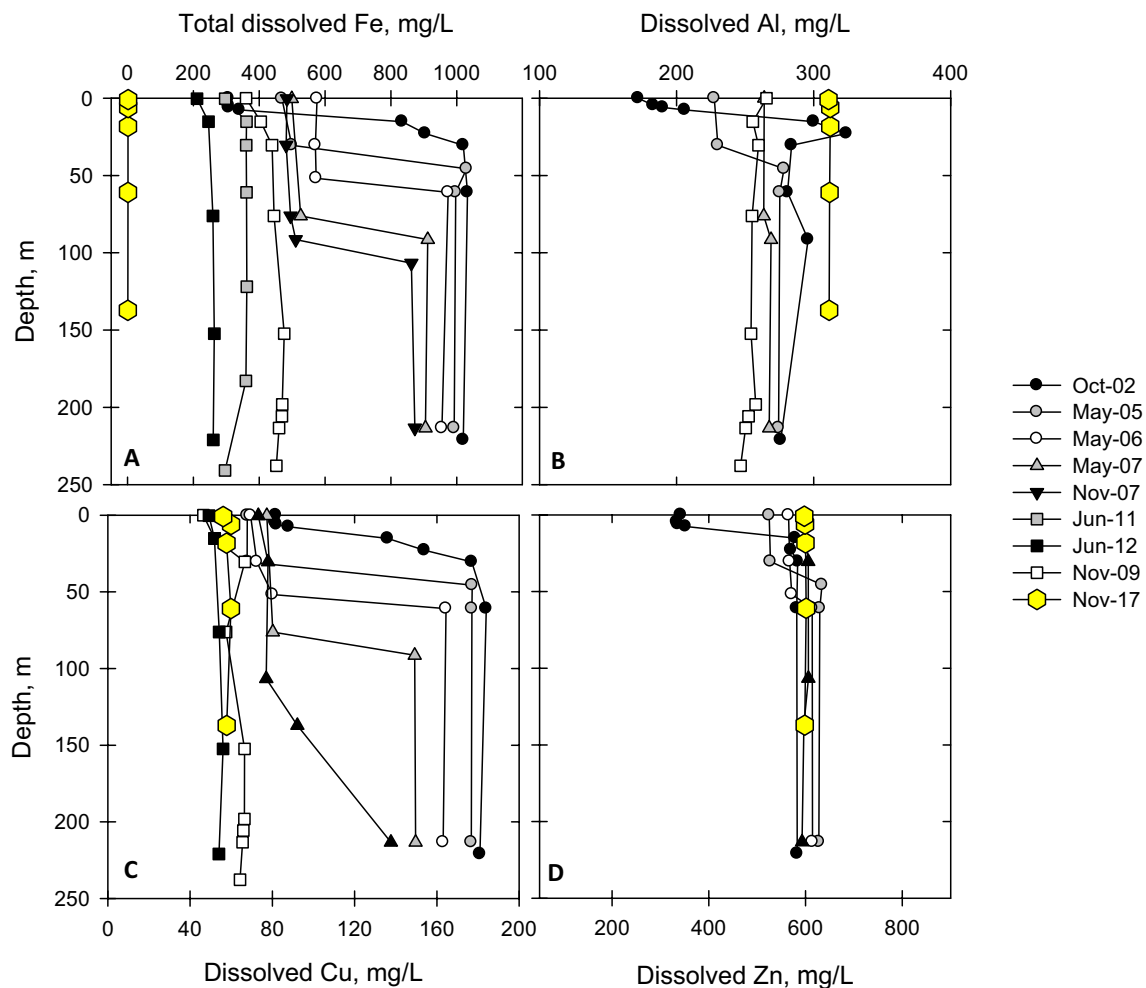 Total dissolved Fe, mg/L
Dissolved Al, mg/L
0 200 400 600 800 1000
100 200 300 400
0
50
100
150
200
250
Depth, m
A
B
0
50
100
150
200
250
Depth, m
C
D
0 40 80 120 160 200
200 400 600 800
Dissolved Cu, mg/L
Dissolved Zn, mg/L
Oct-02
May-05
May-06
May-07
Nov-07
Jun-11
Jun-12
Nov-09
Nov-17